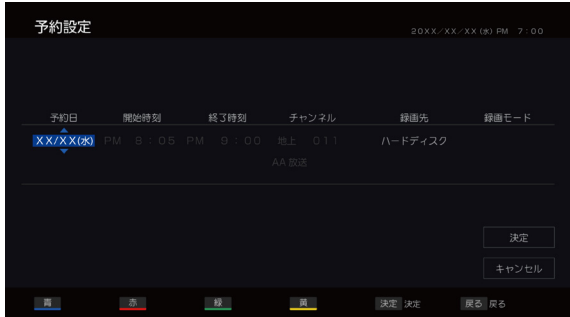 予約設定
20XX/XX/XX (水) PM 7:00
予約日 開始時刻 終了時刻 チャンネル 録画先 録画モード
XX/XX(水) PM 8:05 PM 9:00 地上 011 ハードディスク
AA 放送
決定
キャンセル
青 赤 緑 黄 決定 決定 戻る 戻る